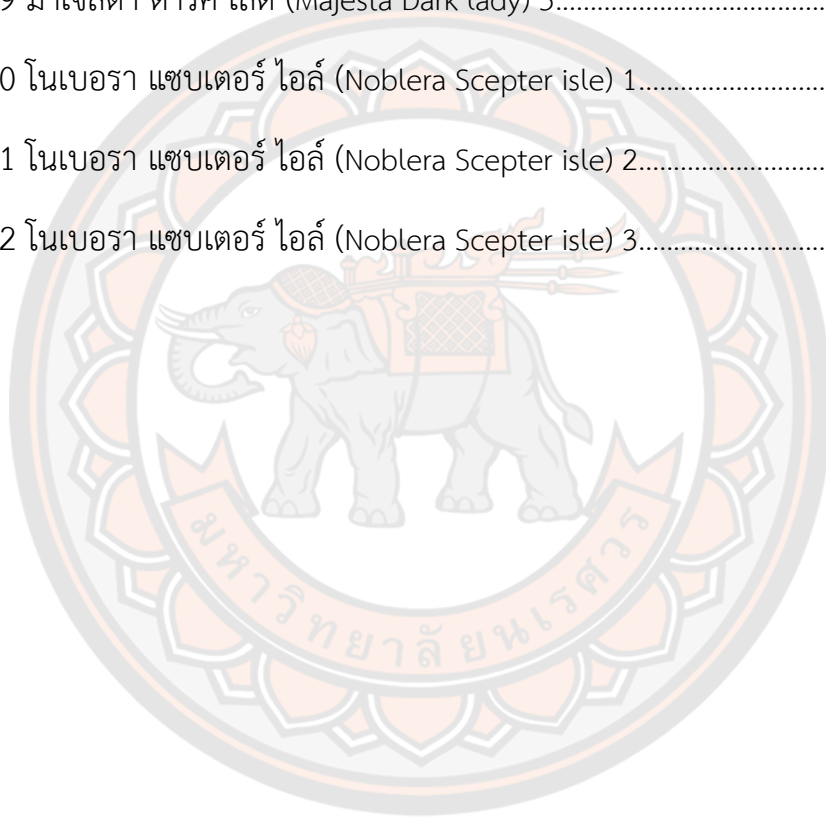 (Majesta Dark lady) 3
0 โนเบอรา แซบเตอร์ ไอล์ (Noblera Scepter isle) 1
1 โนเบอรา แซบเตอร์ ไอล์ (Noblera Scepter isle) 2
2 โนเบอรา แซบเตอร์ ไอล์ (Noblera Scepter isle) 3
มหาวิทยาลัยนเรศวร